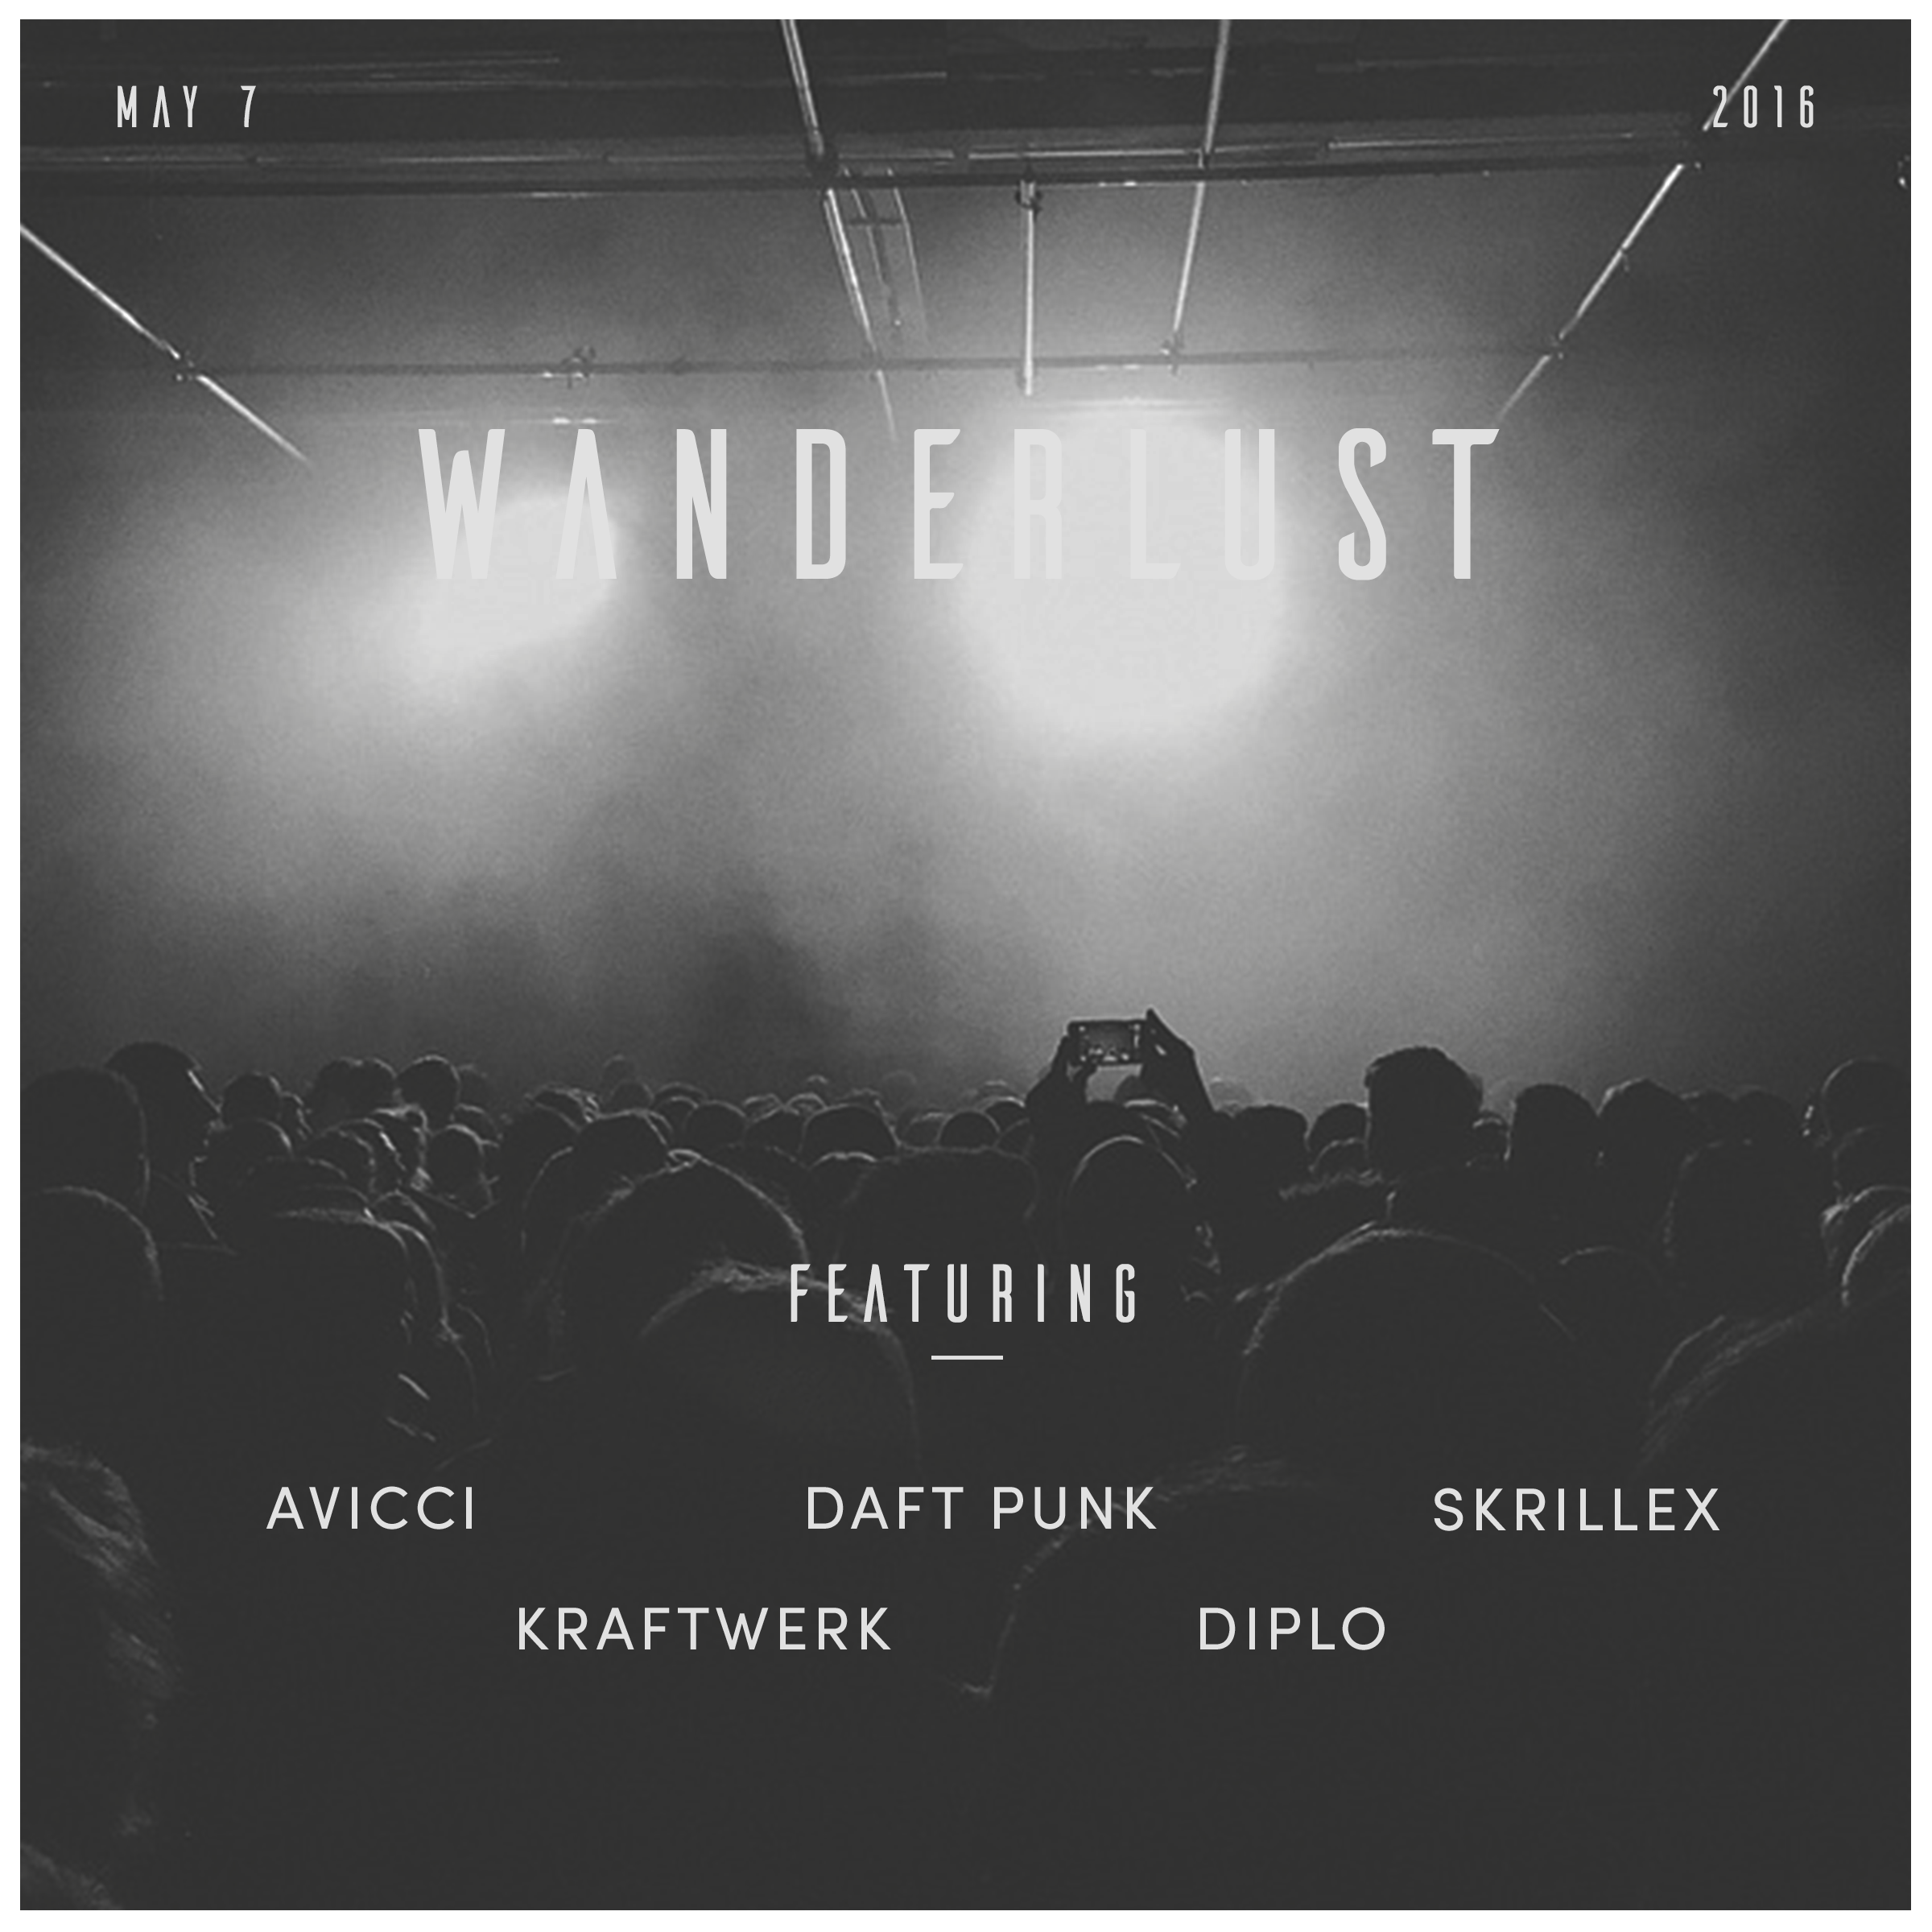 MAY 7 2016
WANDERLUST
FEATURING
AVICCI DAFT PUNK SKRILLEX
KRAFTWERK DIPLO